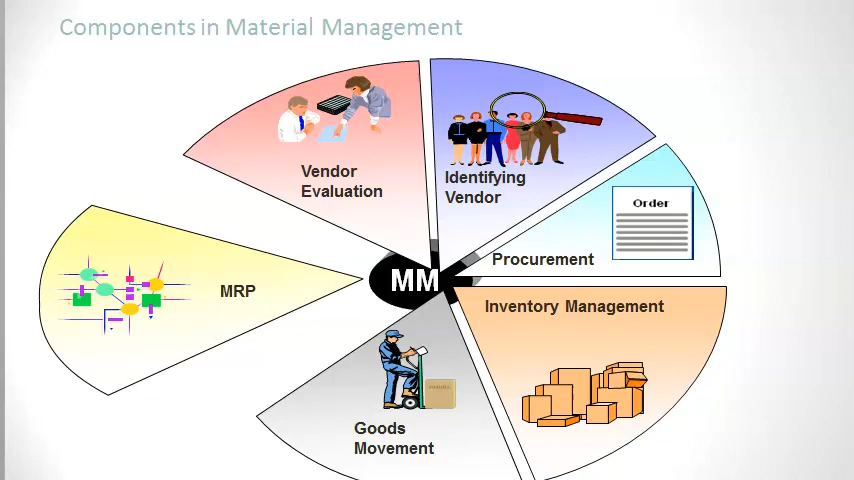 Components in Material Management
Vendor
Evaluation
Identifying
Vendor
Order
Procurement
MRP
MM
Inventory Management
Goods
Movement